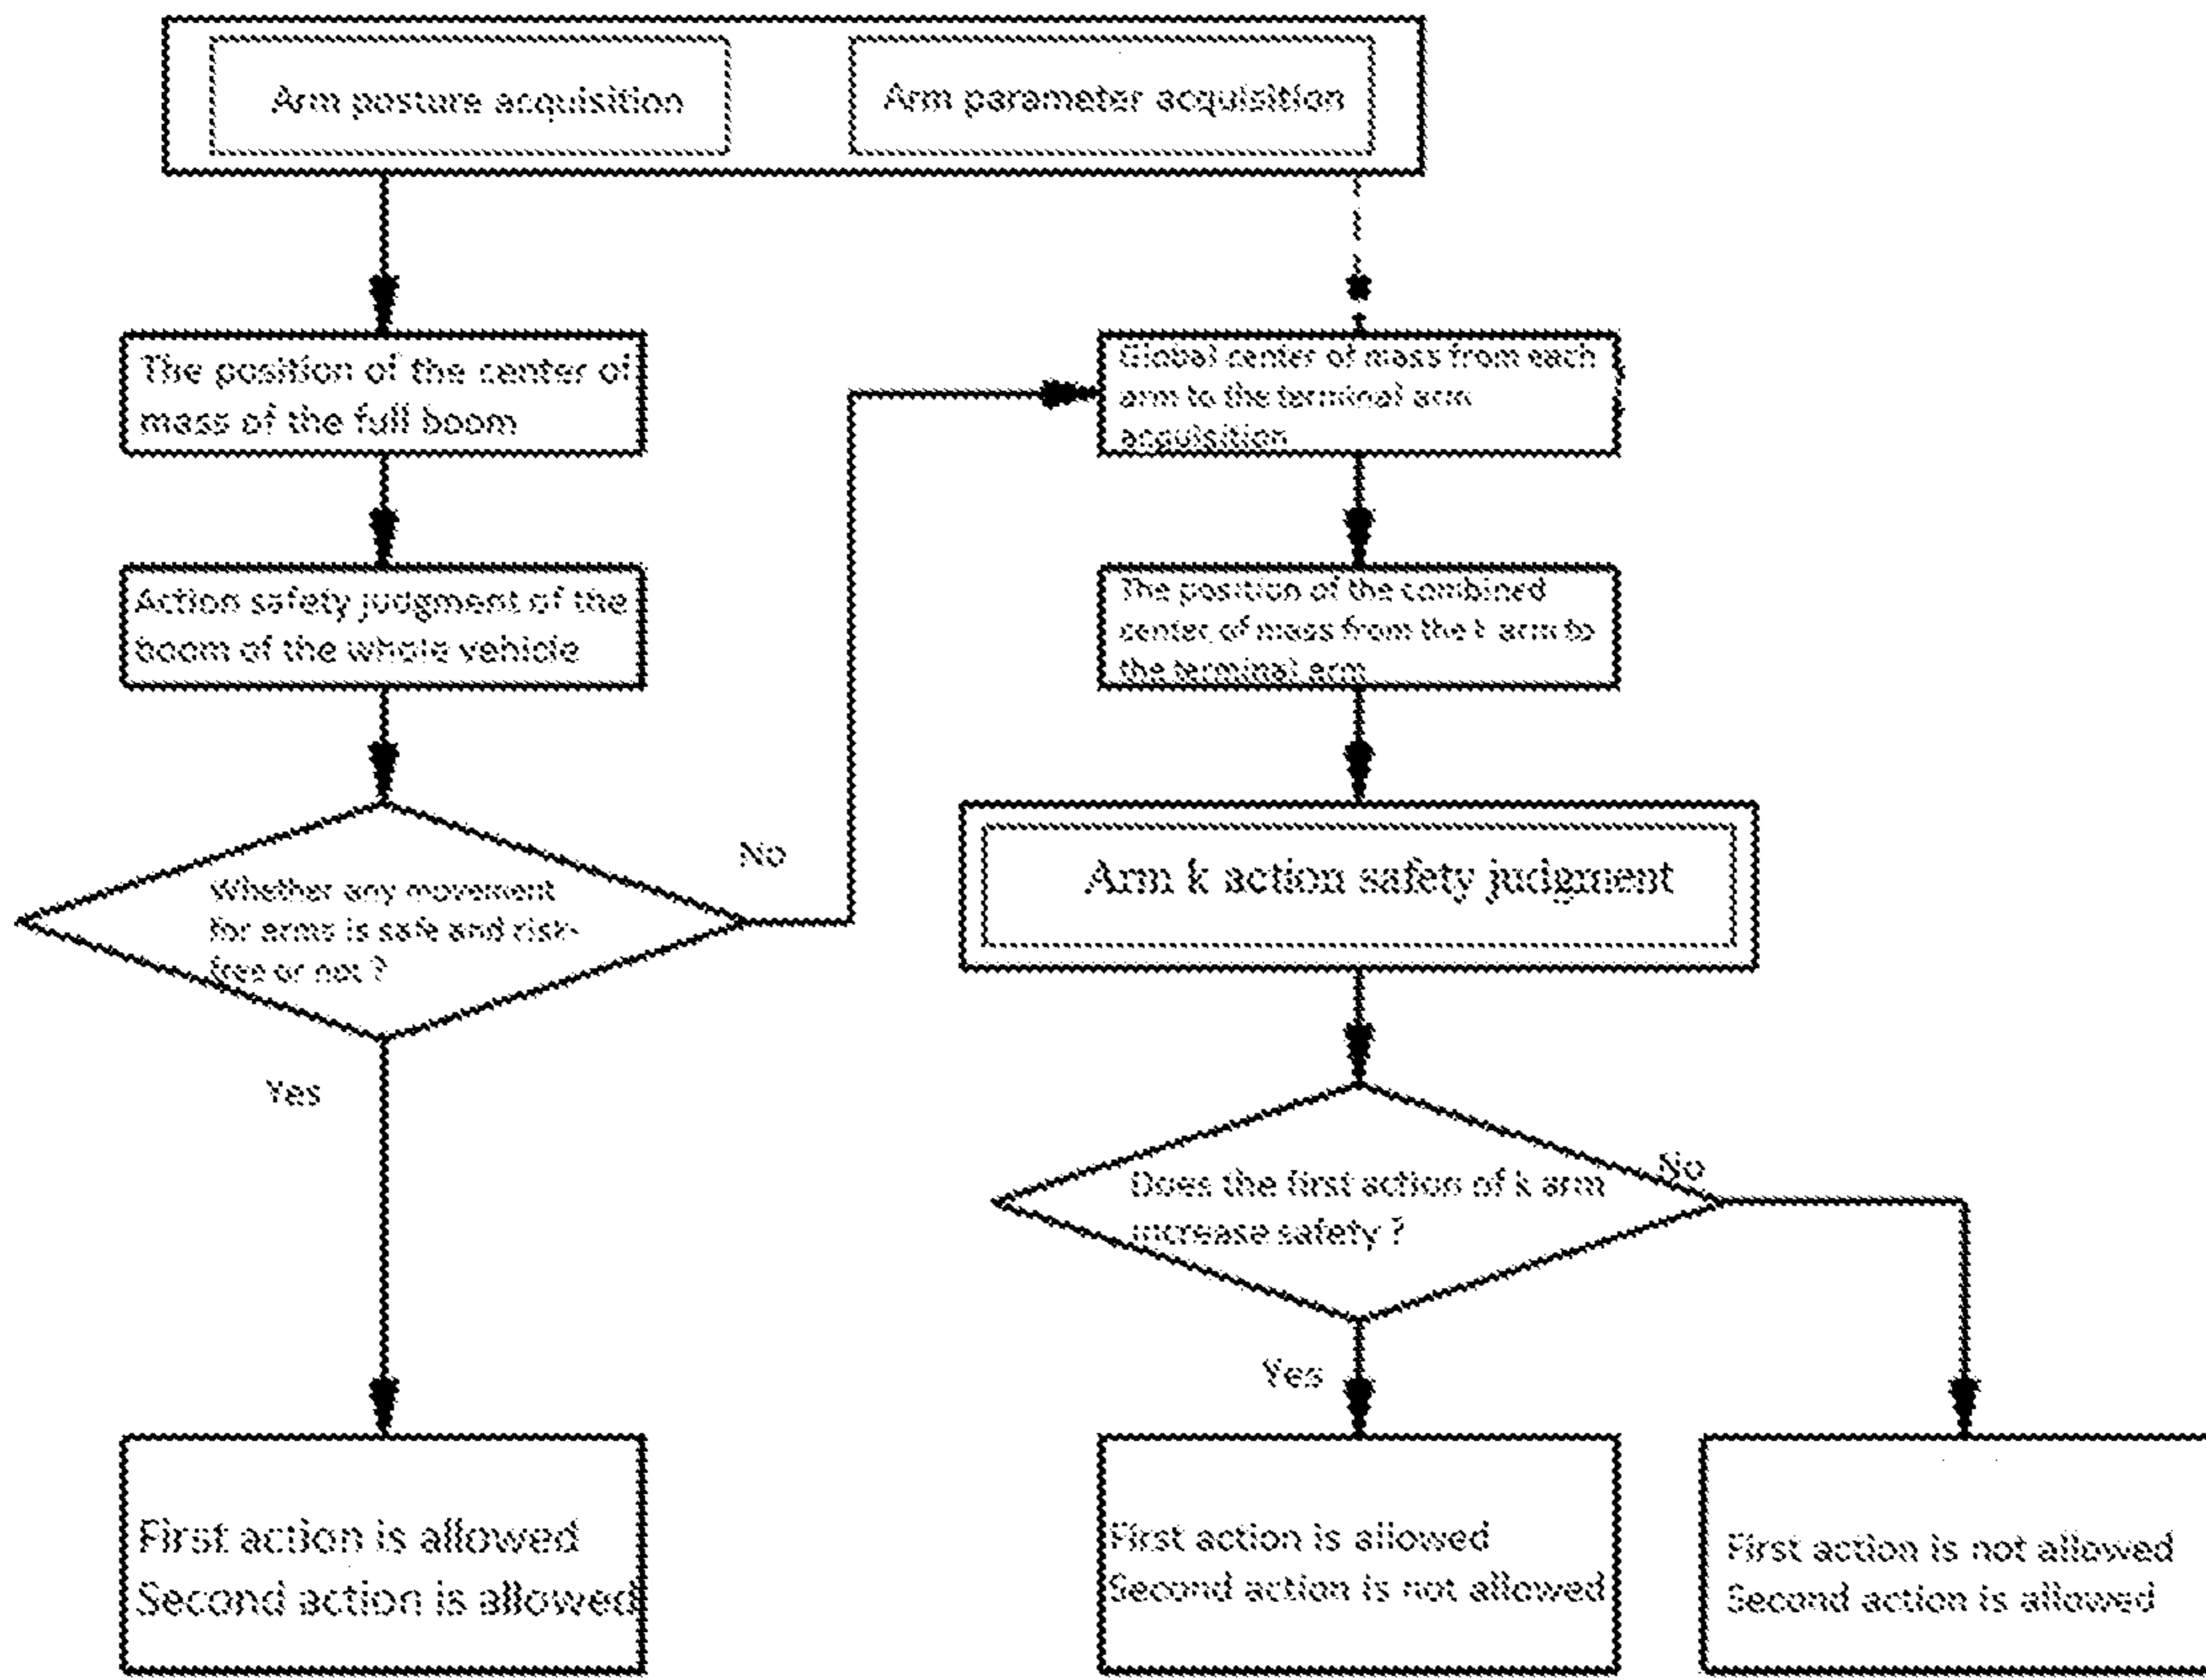 Arm posture acquisition
Arm parameter acquisition
The position of the center of
mass of the full boom
Global center of mass from each
arm to the terminal arm
acquisition
Action safety judgment of the
boom of the whole vehicle
The position of the combined
center of mass from the k arm to
the terminal arm
No
Whether any movement
for arms is safe and risk-
free or not ?
Arm k action safety judgment
Yes
No
Does the first action of k arm
increase safety ?
Yes
First action is allowed
Second action is allowed
First action is allowed
Second action is not allowed
First action is not allowed
Second action is allowed